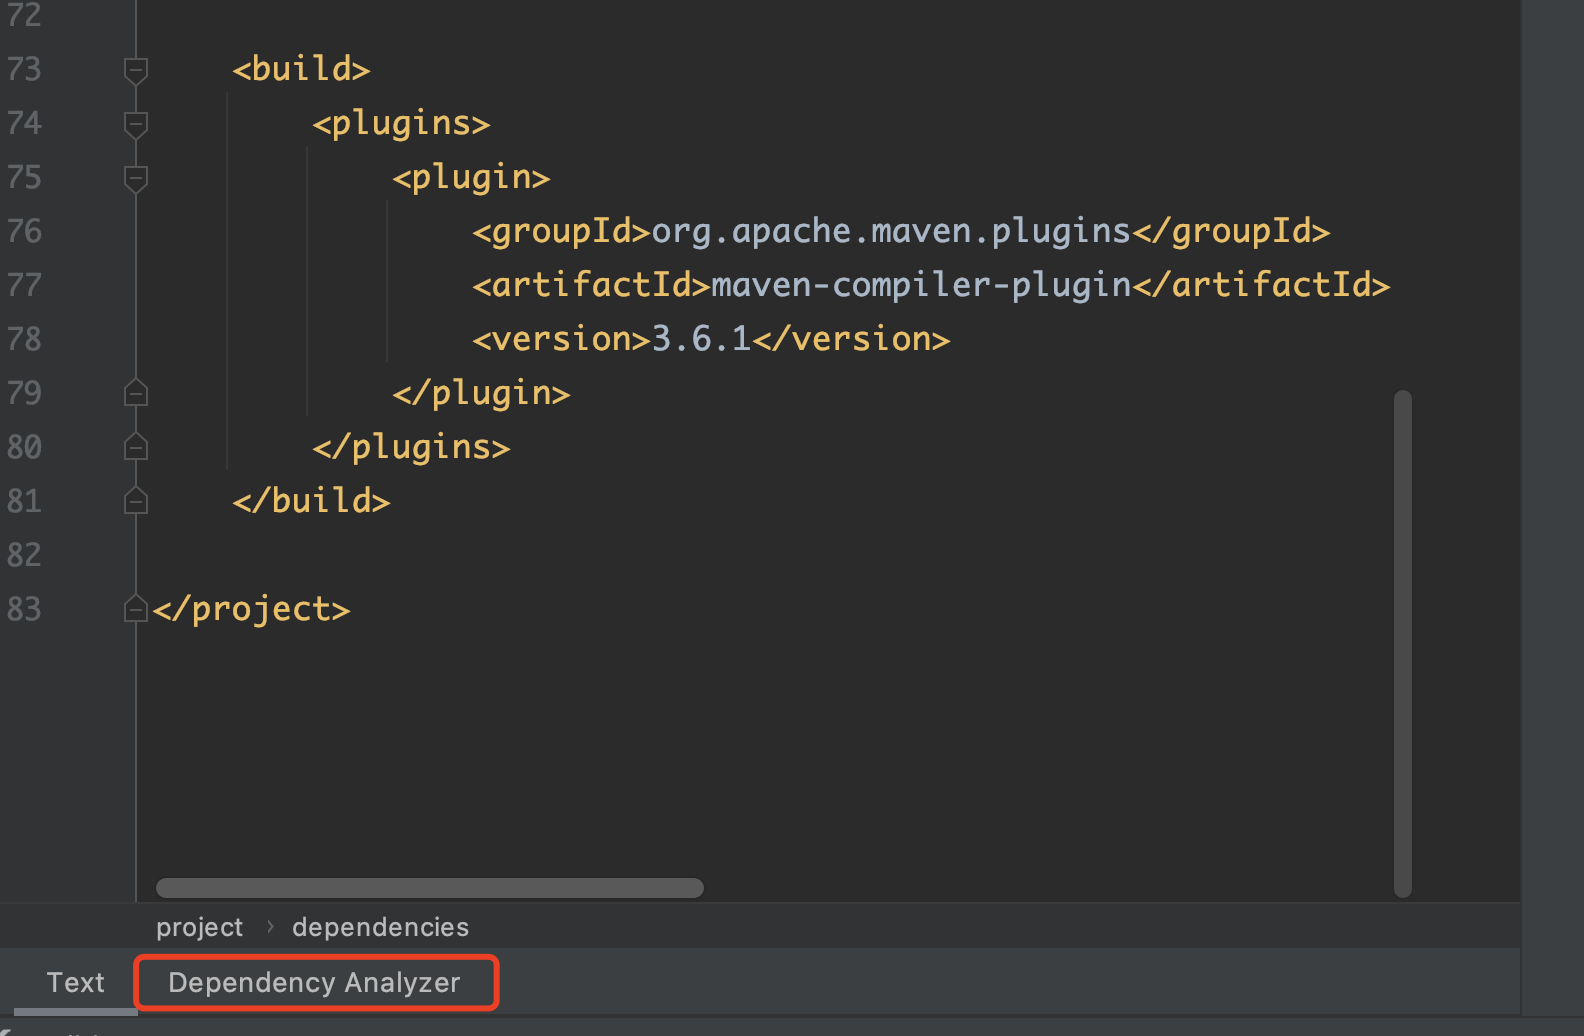 72
73 <build>
74 <plugins>
75 <plugin>
76 <groupId>org.apache.maven.plugins</groupId>
77 <artifactId>maven-compiler-plugin</artifactId>
78 <version>3.6.1</version>
79 </plugin>
80 </plugins>
81 </build>
82
83 </project>
project › dependencies
Text Dependency Analyzer